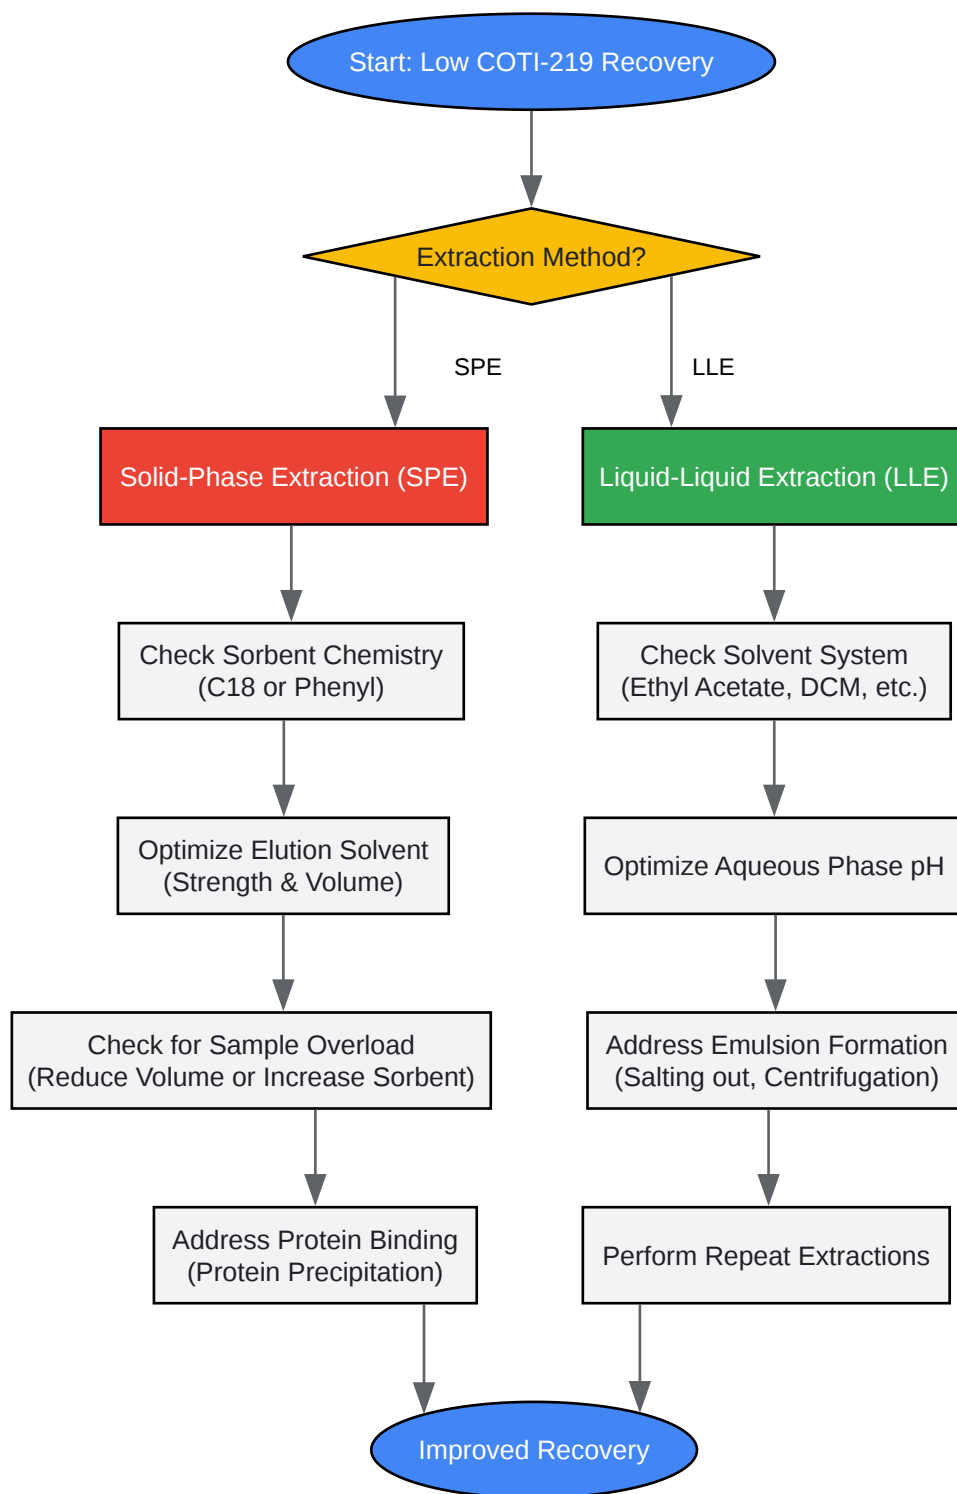 Start: Low COTI-219 Recovery
Extraction Method?
SPE
LLE
Solid-Phase Extraction (SPE)
Liquid-Liquid Extraction (LLE)
Check Sorbent Chemistry
(C18 or Phenyl)
Check Solvent System
(Ethyl Acetate, DCM, etc.)
Optimize Elution Solvent
(Strength & Volume)
Optimize Aqueous Phase pH
Check for Sample Overload
(Reduce Volume or Increase Sorbent)
Address Emulsion Formation
(Salting out, Centrifugation)
Address Protein Binding
(Protein Precipitation)
Perform Repeat Extractions
Improved Recovery